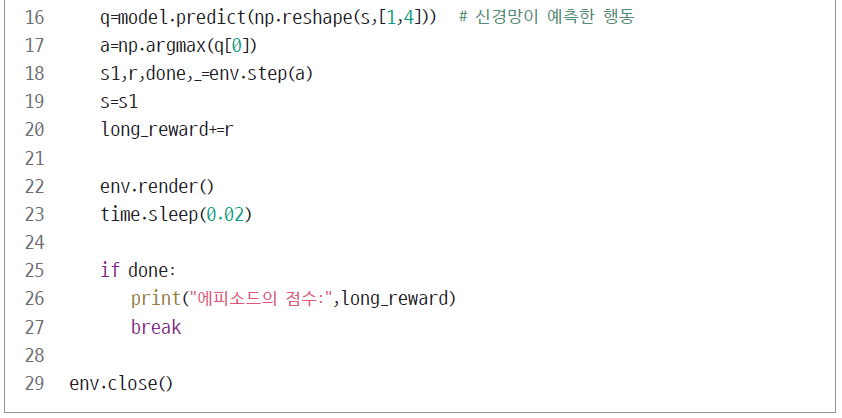 16 q=model.predict(np.reshape(s,[1,4])) # 신경망이 예측한 행동
17 a=np.argmax(q[0])
18 s1,r,done,_=env.step(a)
19 s=s1
20 long_reward+=r
21
22 env.render()
23 time.sleep(0.02)
24
25 if done:
26 print("에피소드의 점수:",long_reward)
27 break
28
29 env.close()